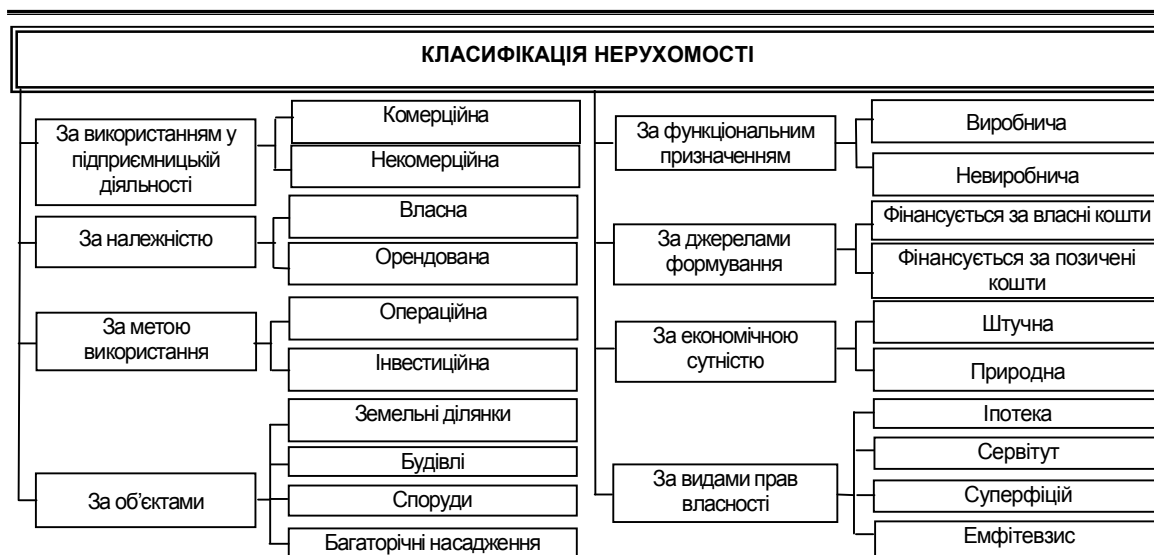 КЛАСИФІКАЦІЯ НЕРУХОМОСТІ
За використанням у
підприємницькій
діяльності
Комерційна
Некомерційна
За належністю
Власна
Орендована
За метою
використання
Операційна
Інвестиційна
За об’єктами
Земельні ділянки
Будівлі
Споруди
Багаторічні насадження
За функціональним
призначенням
Виробнича
Невиробнича
За джерелами
формування
Фінансується за власні кошти
Фінансується за позичені
кошти
За економічною
сутністю
Штучна
Природна
За видами прав
власності
Іпотека
Сервітут
Суперфіцій
Емфітевзис